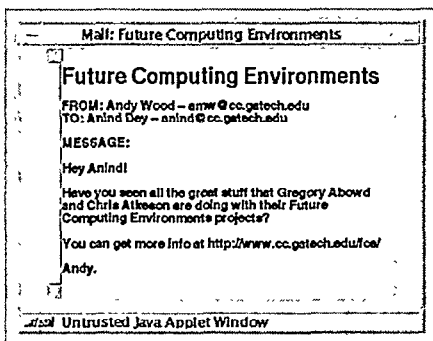 Mail: Future Computing Environments
Future Computing Environments
FROM: Andy Wood – amw@cc.gatech.edu
TO: Anind Dey – anind@cc.gatech.edu
MESSAGE:
Hey Anind!
Have you seen all the great stuff that Gregory Abowd
and Chris Atkeson are doing with their Future
Computing Environments projects?
You can get more info at http://www.cc.gatech.edu/fce/
Andy.
Untrusted Java Applet Window